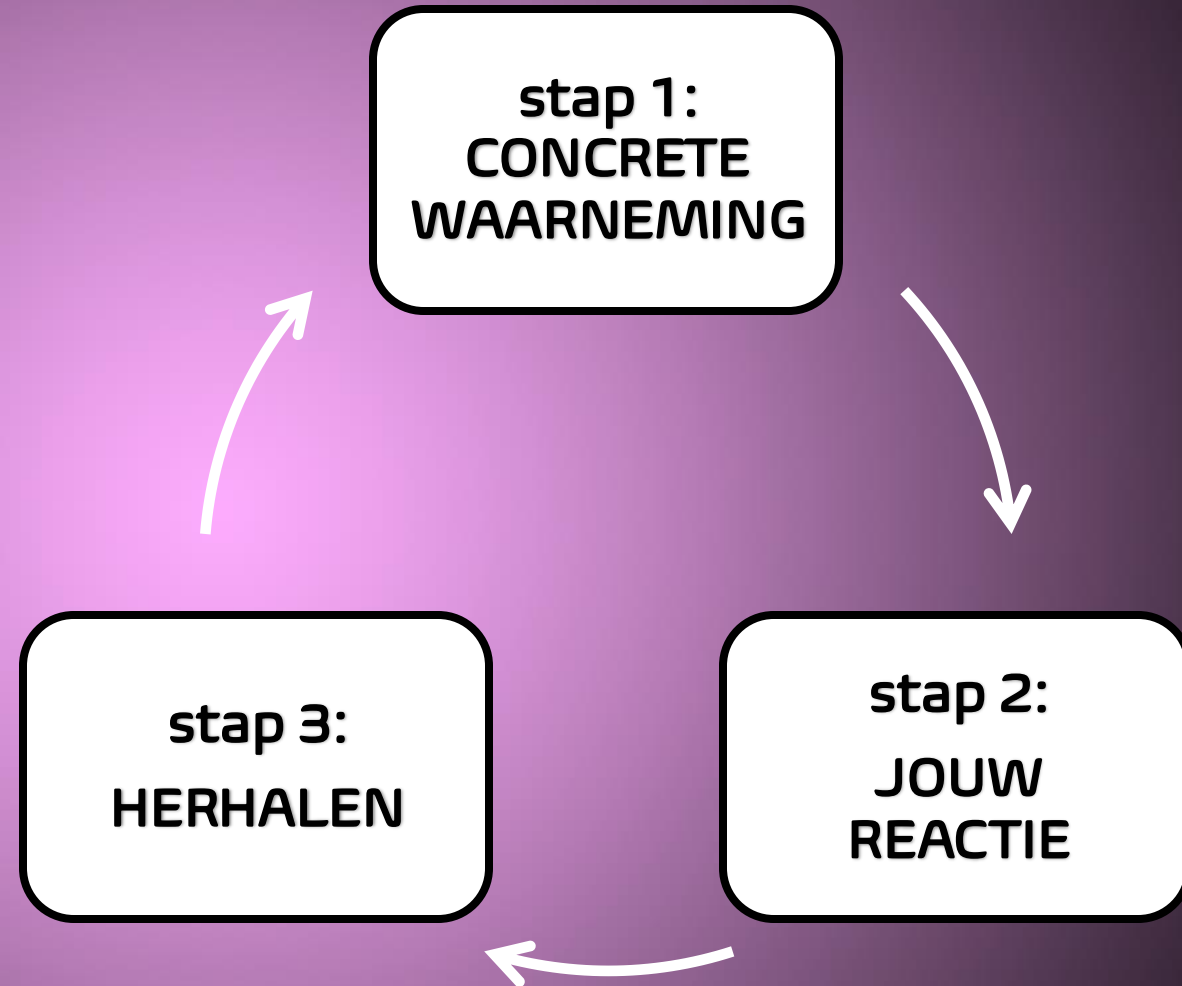 stap 1:
CONCRETE
WAARNEMING
stap 2:
JOUW
REACTIE
stap 3:
HERHALEN